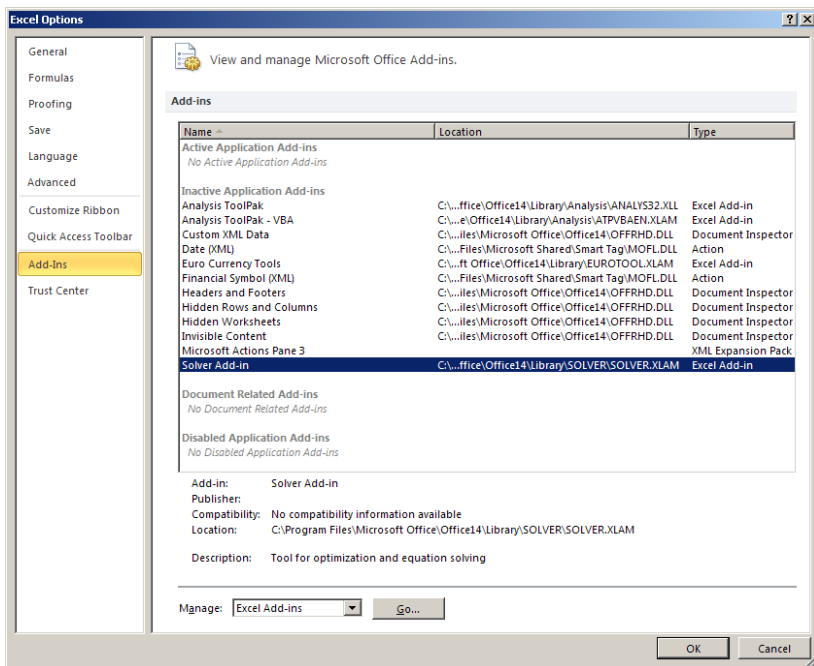 Excel Options
General
Formulas
Proofing
Save
Language
Advanced
Customize Ribbon
Quick Access Toolbar
Add-Ins
Trust Center
View and manage Microsoft Office Add-ins.
Add-ins
Name Location Type
Active Application Add-ins
No Active Application Add-ins
Inactive Application Add-ins
Analysis ToolPak C:\...ffice\Office14\Library\Analysis\ANALYS32.XLL Excel Add-in
Analysis ToolPak - VBA C:\...e\Office14\Library\Analysis\ATPVBAEN.XLAM Excel Add-in
Custom XML Data C:\...iles\Microsoft Office\Office14\OFFRHD.DLL Document Inspector
Date (XML) C:\...Files\Microsoft Shared\Smart Tag\MOFL.DLL Action
Euro Currency Tools C:\...ft Office\Office14\Library\EUROTOOL.XLAM Excel Add-in
Financial Symbol (XML) C:\...Files\Microsoft Shared\Smart Tag\MOFL.DLL Action
Headers and Footers C:\...iles\Microsoft Office\Office14\OFFRHD.DLL Document Inspector
Hidden Rows and Columns C:\...iles\Microsoft Office\Office14\OFFRHD.DLL Document Inspector
Hidden Worksheets C:\...iles\Microsoft Office\Office14\OFFRHD.DLL Document Inspector
Invisible Content C:\...iles\Microsoft Office\Office14\OFFRHD.DLL Document Inspector
Microsoft Actions Pane 3 XML Expansion Pack
Solver Add-in C:\...ffice\Office14\Library\SOLVER\SOLVER.XLAM Excel Add-in
Document Related Add-ins
No Document Related Add-ins
Disabled Application Add-ins
No Disabled Application Add-ins
Add-in: Solver Add-in
Publisher:
Compatibility: No compatibility information available
Location: C:\Program Files\Microsoft Office\Office14\Library\SOLVER\SOLVER.XLAM
Description: Tool for optimization and equation solving
Manage: Excel Add-ins Go...
OK Cancel